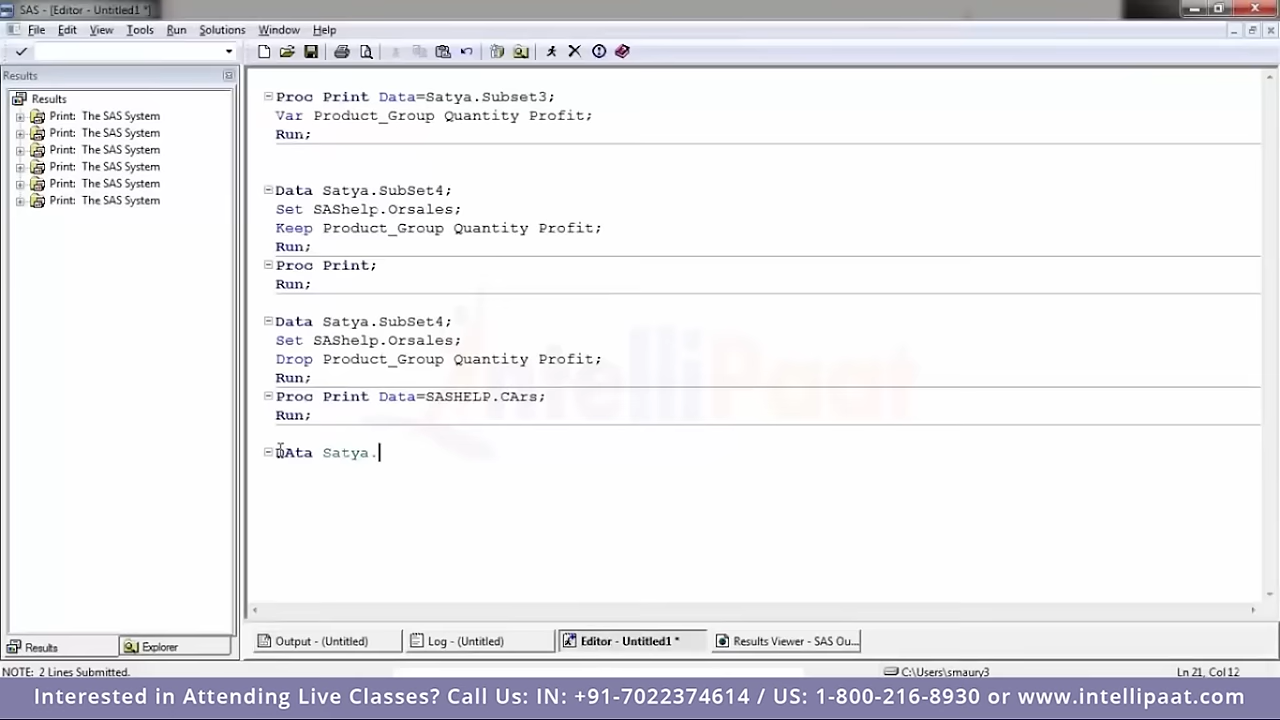 SAS - [Editor - Untitled1 *]
File Edit View Tools Run Solutions Window Help
Results
Results
Print: The SAS System
Print: The SAS System
Print: The SAS System
Print: The SAS System
Print: The SAS System
Print: The SAS System
Proc Print Data=Satya.Subset3;
Var Product_Group Quantity Profit;
Run;
Data Satya.SubSet4;
Set SAShelp.Orsales;
Keep Product_Group Quantity Profit;
Run;
Proc Print;
Run;
Data Satya.SubSet4;
Set SAShelp.Orsales;
Drop Product_Group Quantity Profit;
Run;
Proc Print Data=SASHELP.CArs;
Run;
DAta Satya.
IntelliPaat
Results Explorer
Output - (Untitled) Log - (Untitled) Editor - Untitled1 * Results Viewer - SAS Ou...
NOTE: 2 Lines Submitted. C:\Users\smaury3 Ln 21, Col 12
Interested in Attending Live Classes? Call Us: IN: +91-7022374614 / US: 1-800-216-8930 or www.intellipaat.com